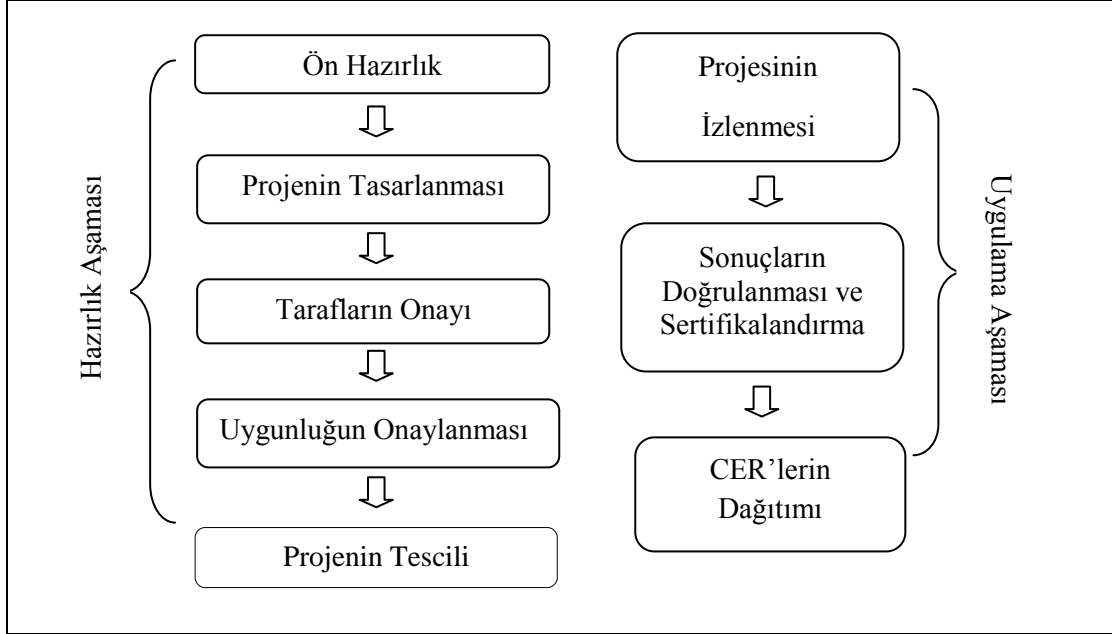 Hazırlık Aşaması
Ön Hazırlık
Projenin Tasarlanması
Tarafların Onayı
Uygunluğun Onaylanması
Projenin Tescili
Projesinin
İzlenmesi
Sonuçların
Doğrulanması ve
Sertifikalandırma
CER’lerin
Dağıtımı
Uygulama Aşaması